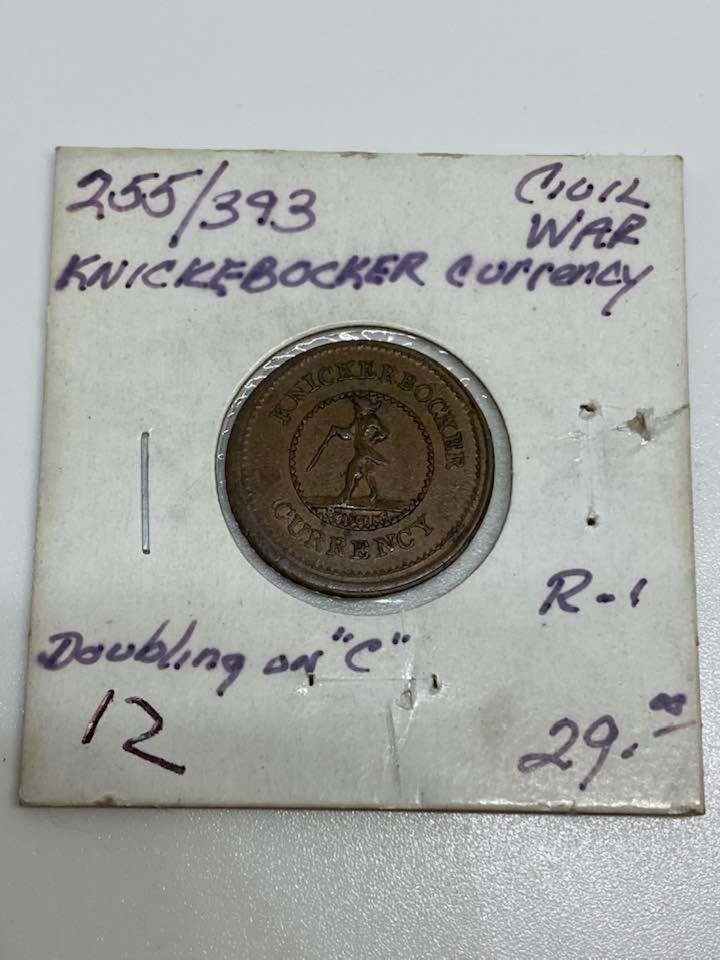 255/393
CIVIL
WAR
KNICKEBOCKER Currency
KNICKERBOCKER
CURRENCY
R-1
Doubling on "C"
12
29.00